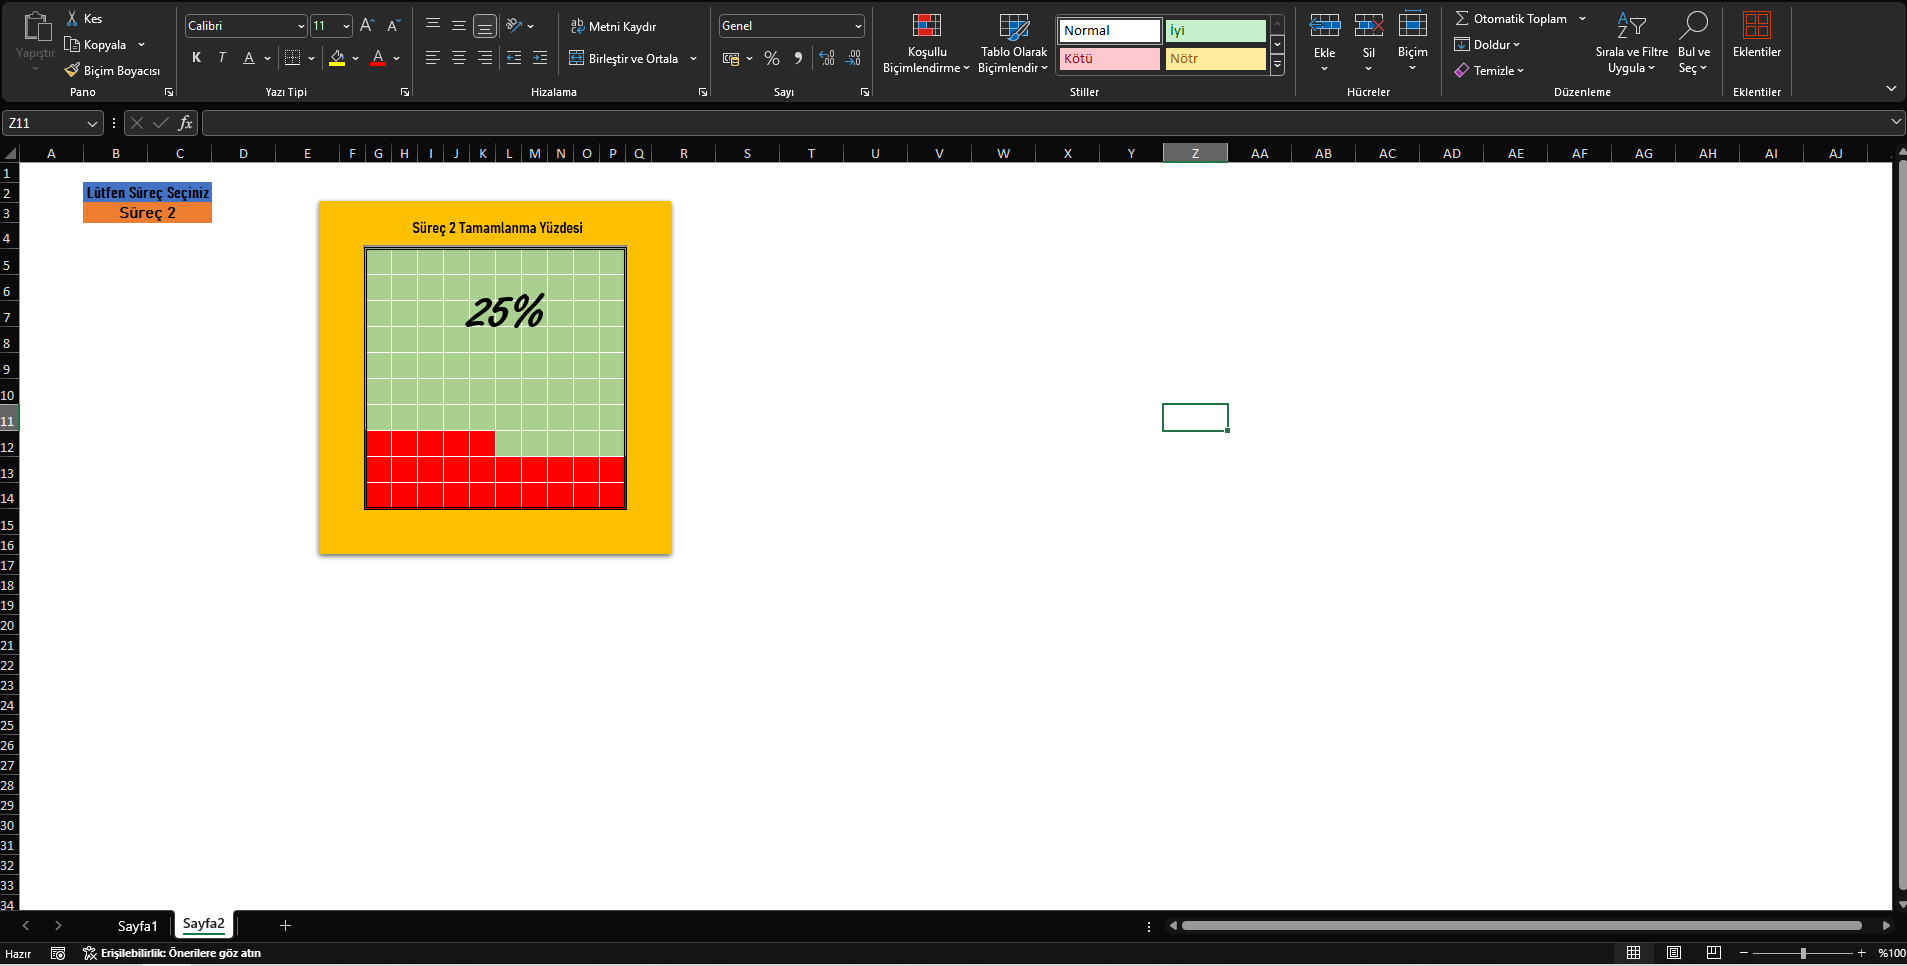 Yapıştır
Kes
Kopyala
Biçim Boyacısı
Pano
Calibri
11
K T A
Yazı Tipi
Metni Kaydır
Birleştir ve Ortala
Hizalama
Genel
Sayı
Koşullu Biçimlendirme
Tablo Olarak Biçimlendir
Normal
İyi
Kötü
Nötr
Stiller
Ekle
Sil
Biçim
Hücreler
Otomatik Toplam
Doldur
Temizle
Sırala ve Filtre Uygula
Bul ve Seç
Düzenleme
Eklentiler
Eklentiler
Z11
fx
A B C D E F G H I J K L M N O P Q R S T U V W X Y Z AA AB AC AD AE AF AG AH AI AJ
1
2
3
4
5
6
7
8
9
10
11
12
13
14
15
16
17
18
19
20
21
22
23
24
25
26
27
28
29
30
31
32
33
34
Lütfen Süreç Seçiniz
Süreç 2
Süreç 2 Tamamlanma Yüzdesi
25%
Sayfa1
Sayfa2
Hazır
Erişilebilirlik: Önerilere göz atın
%100